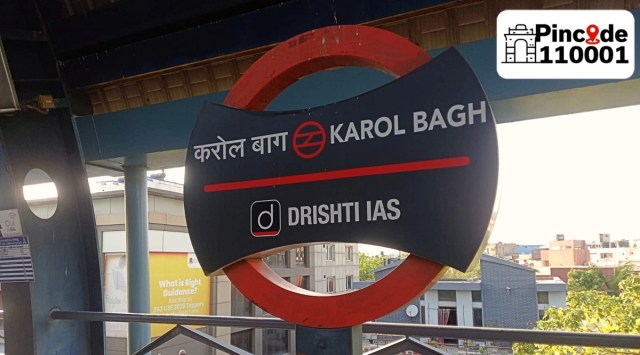 Pincode
110001
करोल बाग KAROL BAGH
d DRISHTI IAS
What is Right
Guidance?